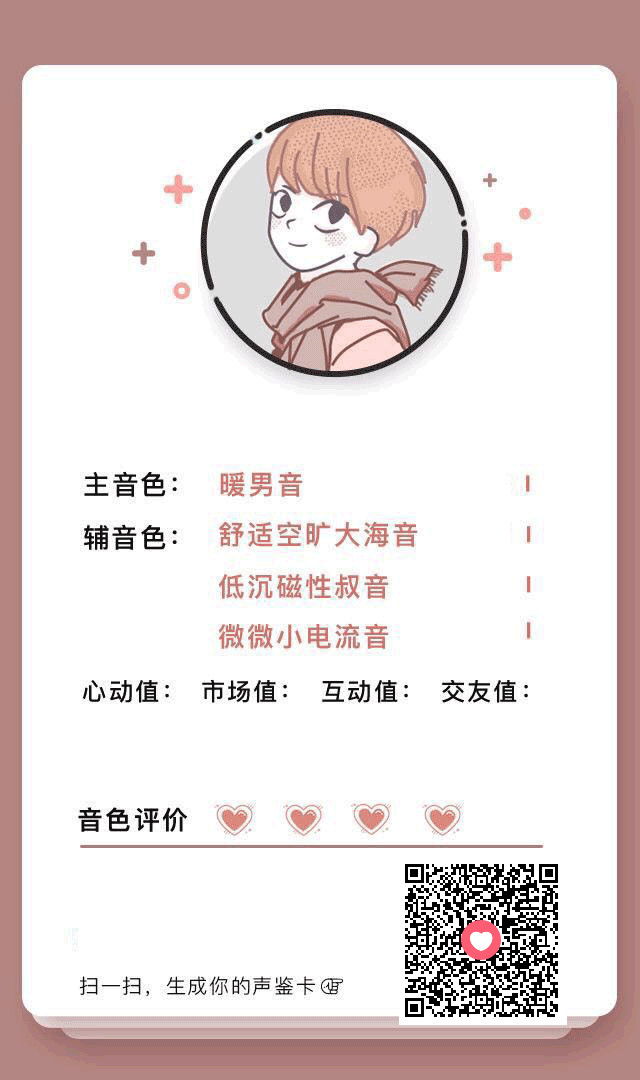 主音色： 暖男音
辅音色： 舒适空旷大海音
低沉磁性叔音
微微小电流音
心动值： 市场值： 互动值： 交友值：
音色评价
扫一扫，生成你的声鉴卡